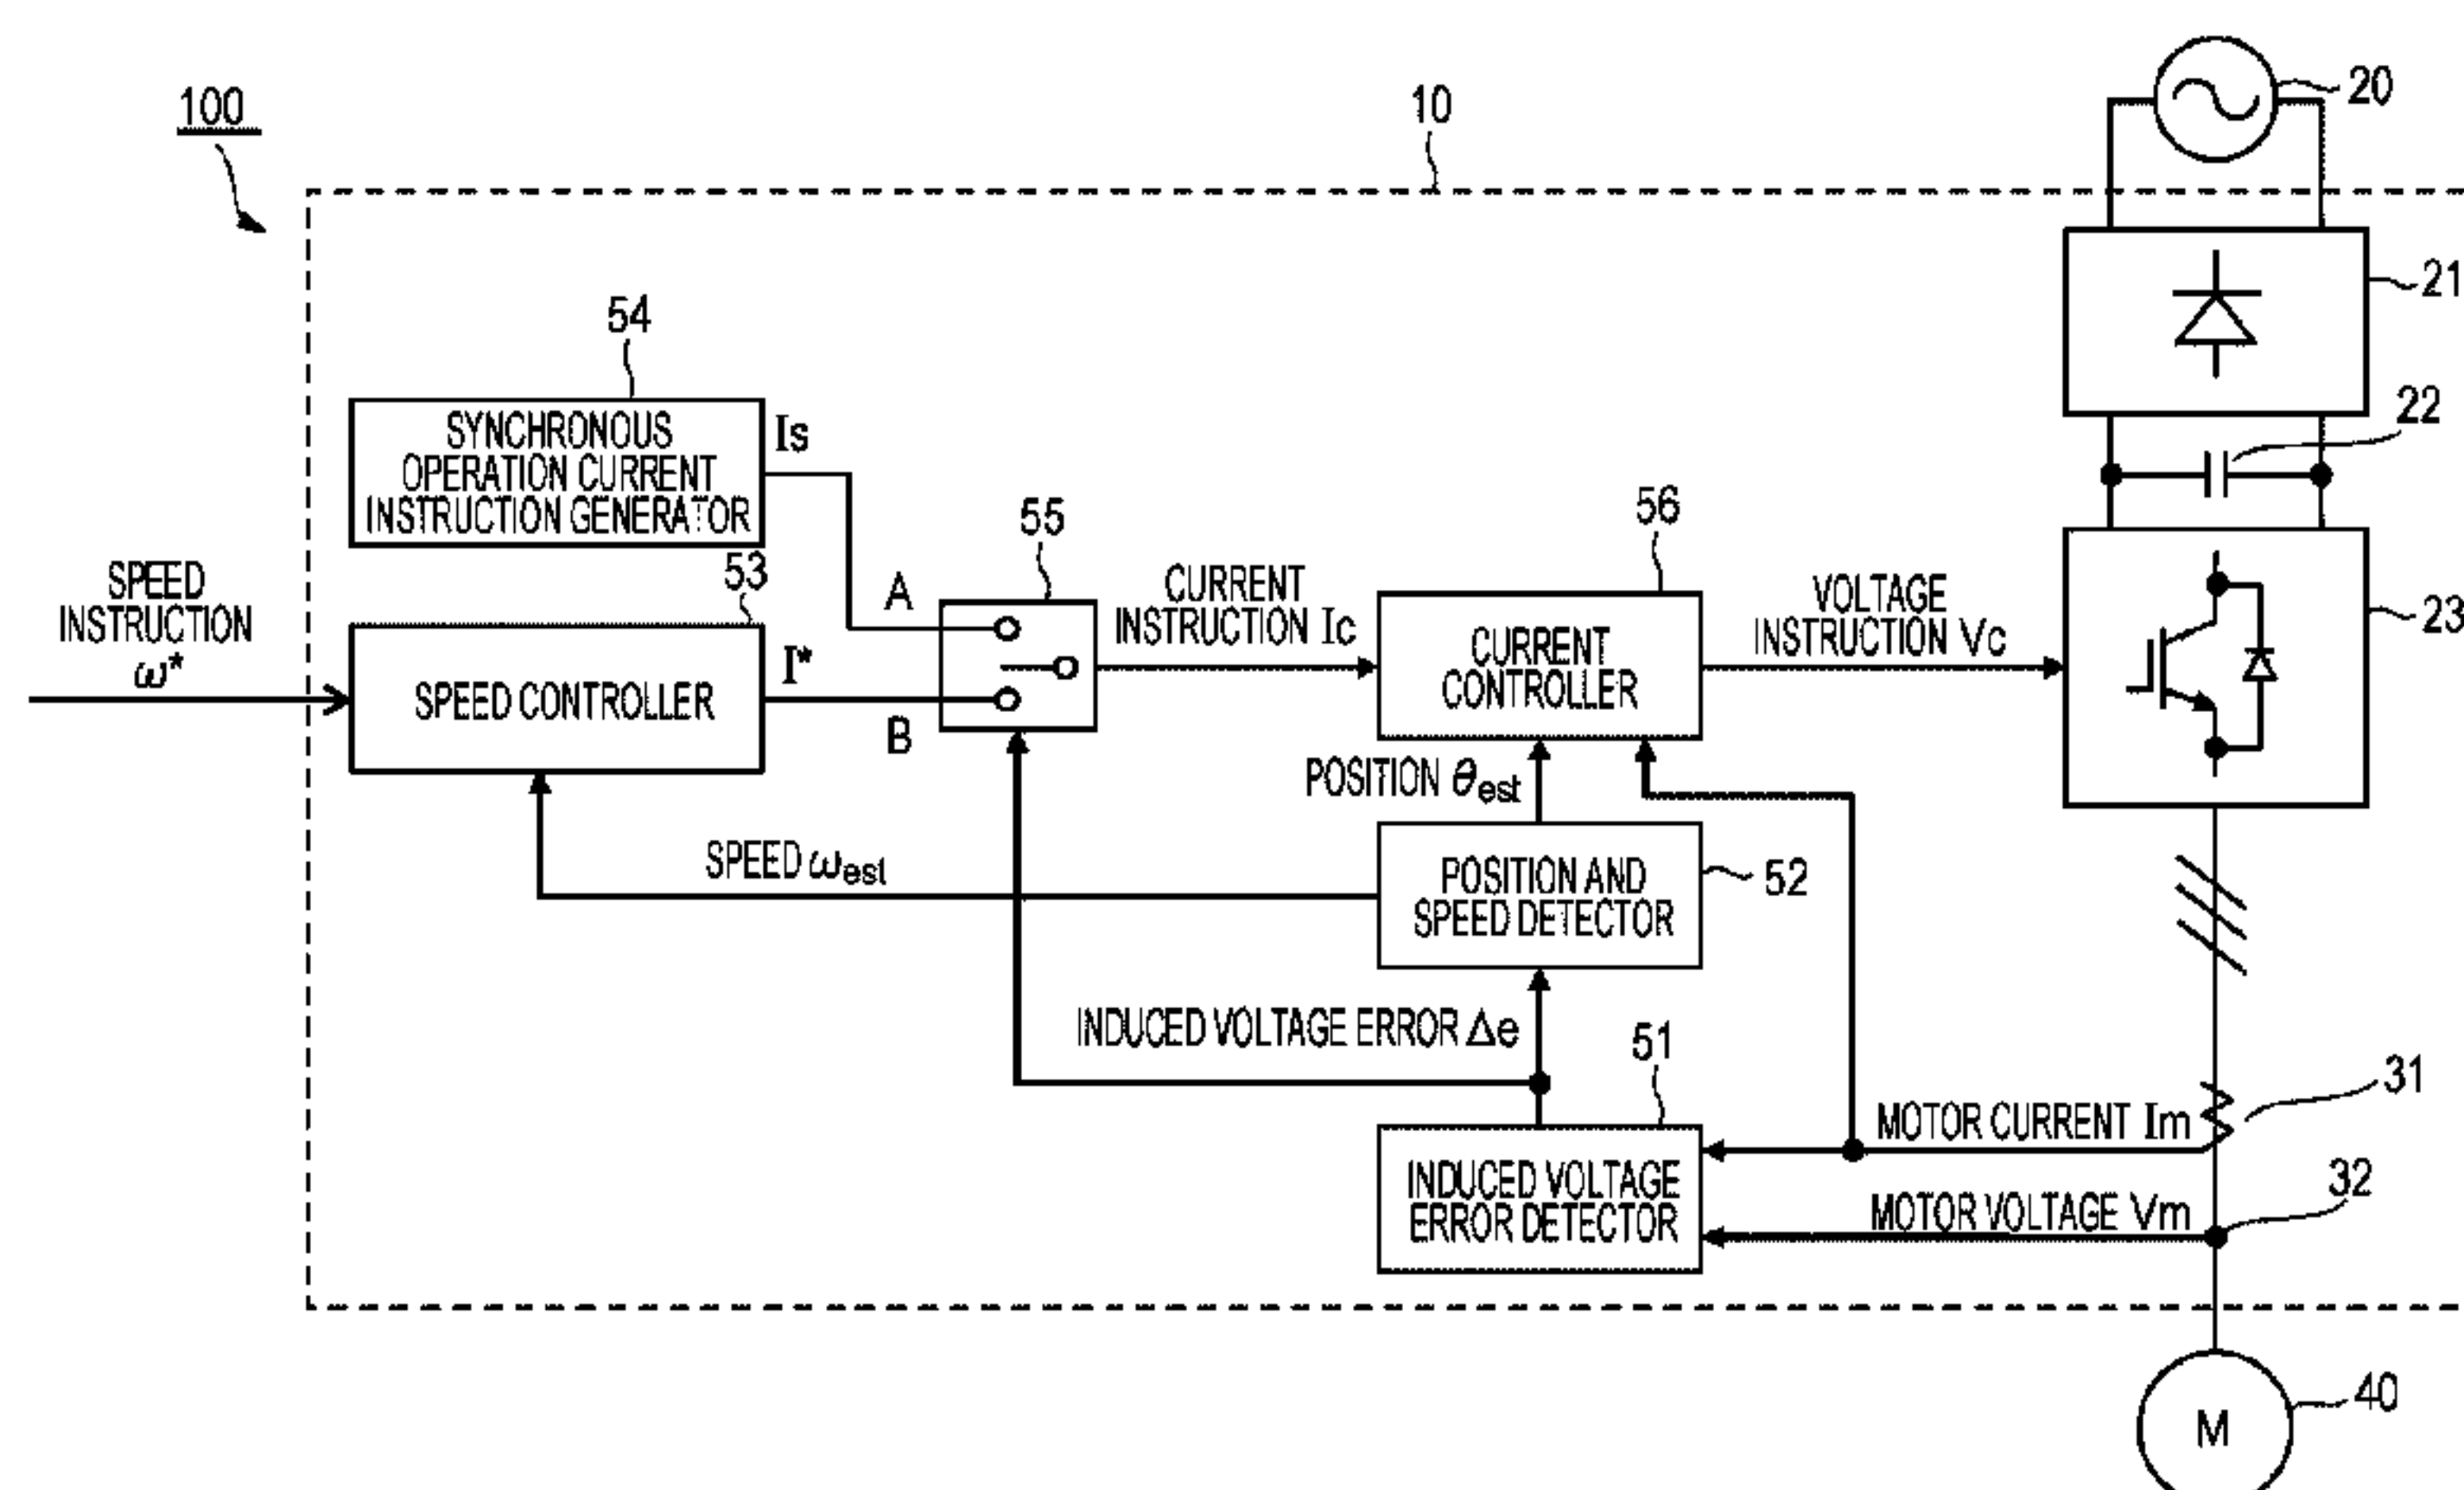 100
10
20
21
54
22
SYNCHRONOUS
OPERATION CURRENT
INSTRUCTION GENERATOR
Is
55
56
53
SPEED
INSTRUCTION
ω*
A
CURRENT
INSTRUCTION Ic
VOLTAGE
INSTRUCTION Vc
23
SPEED CONTROLLER
I*
B
CURRENT
CONTROLLER
POSITION θest
SPEED ωest
POSITION AND
SPEED DETECTOR
52
INDUCED VOLTAGE ERROR Δe
51
31
MOTOR CURRENT Im
INDUCED VOLTAGE
ERROR DETECTOR
32
MOTOR VOLTAGE Vm
40
M